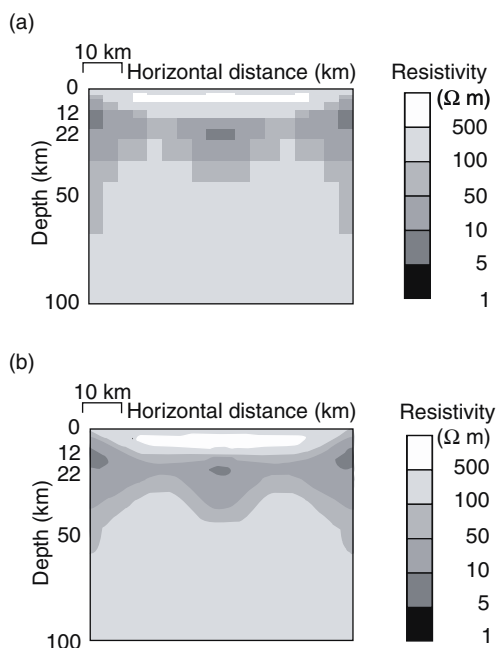 (a)
10 km
Horizontal distance (km)
Resistivity
(Ω m)
0
12
22
50
100
Depth (km)
500
100
50
10
5
1
(b)
10 km
Horizontal distance (km)
Resistivity
(Ω m)
0
12
22
50
100
Depth (km)
500
100
50
10
5
1